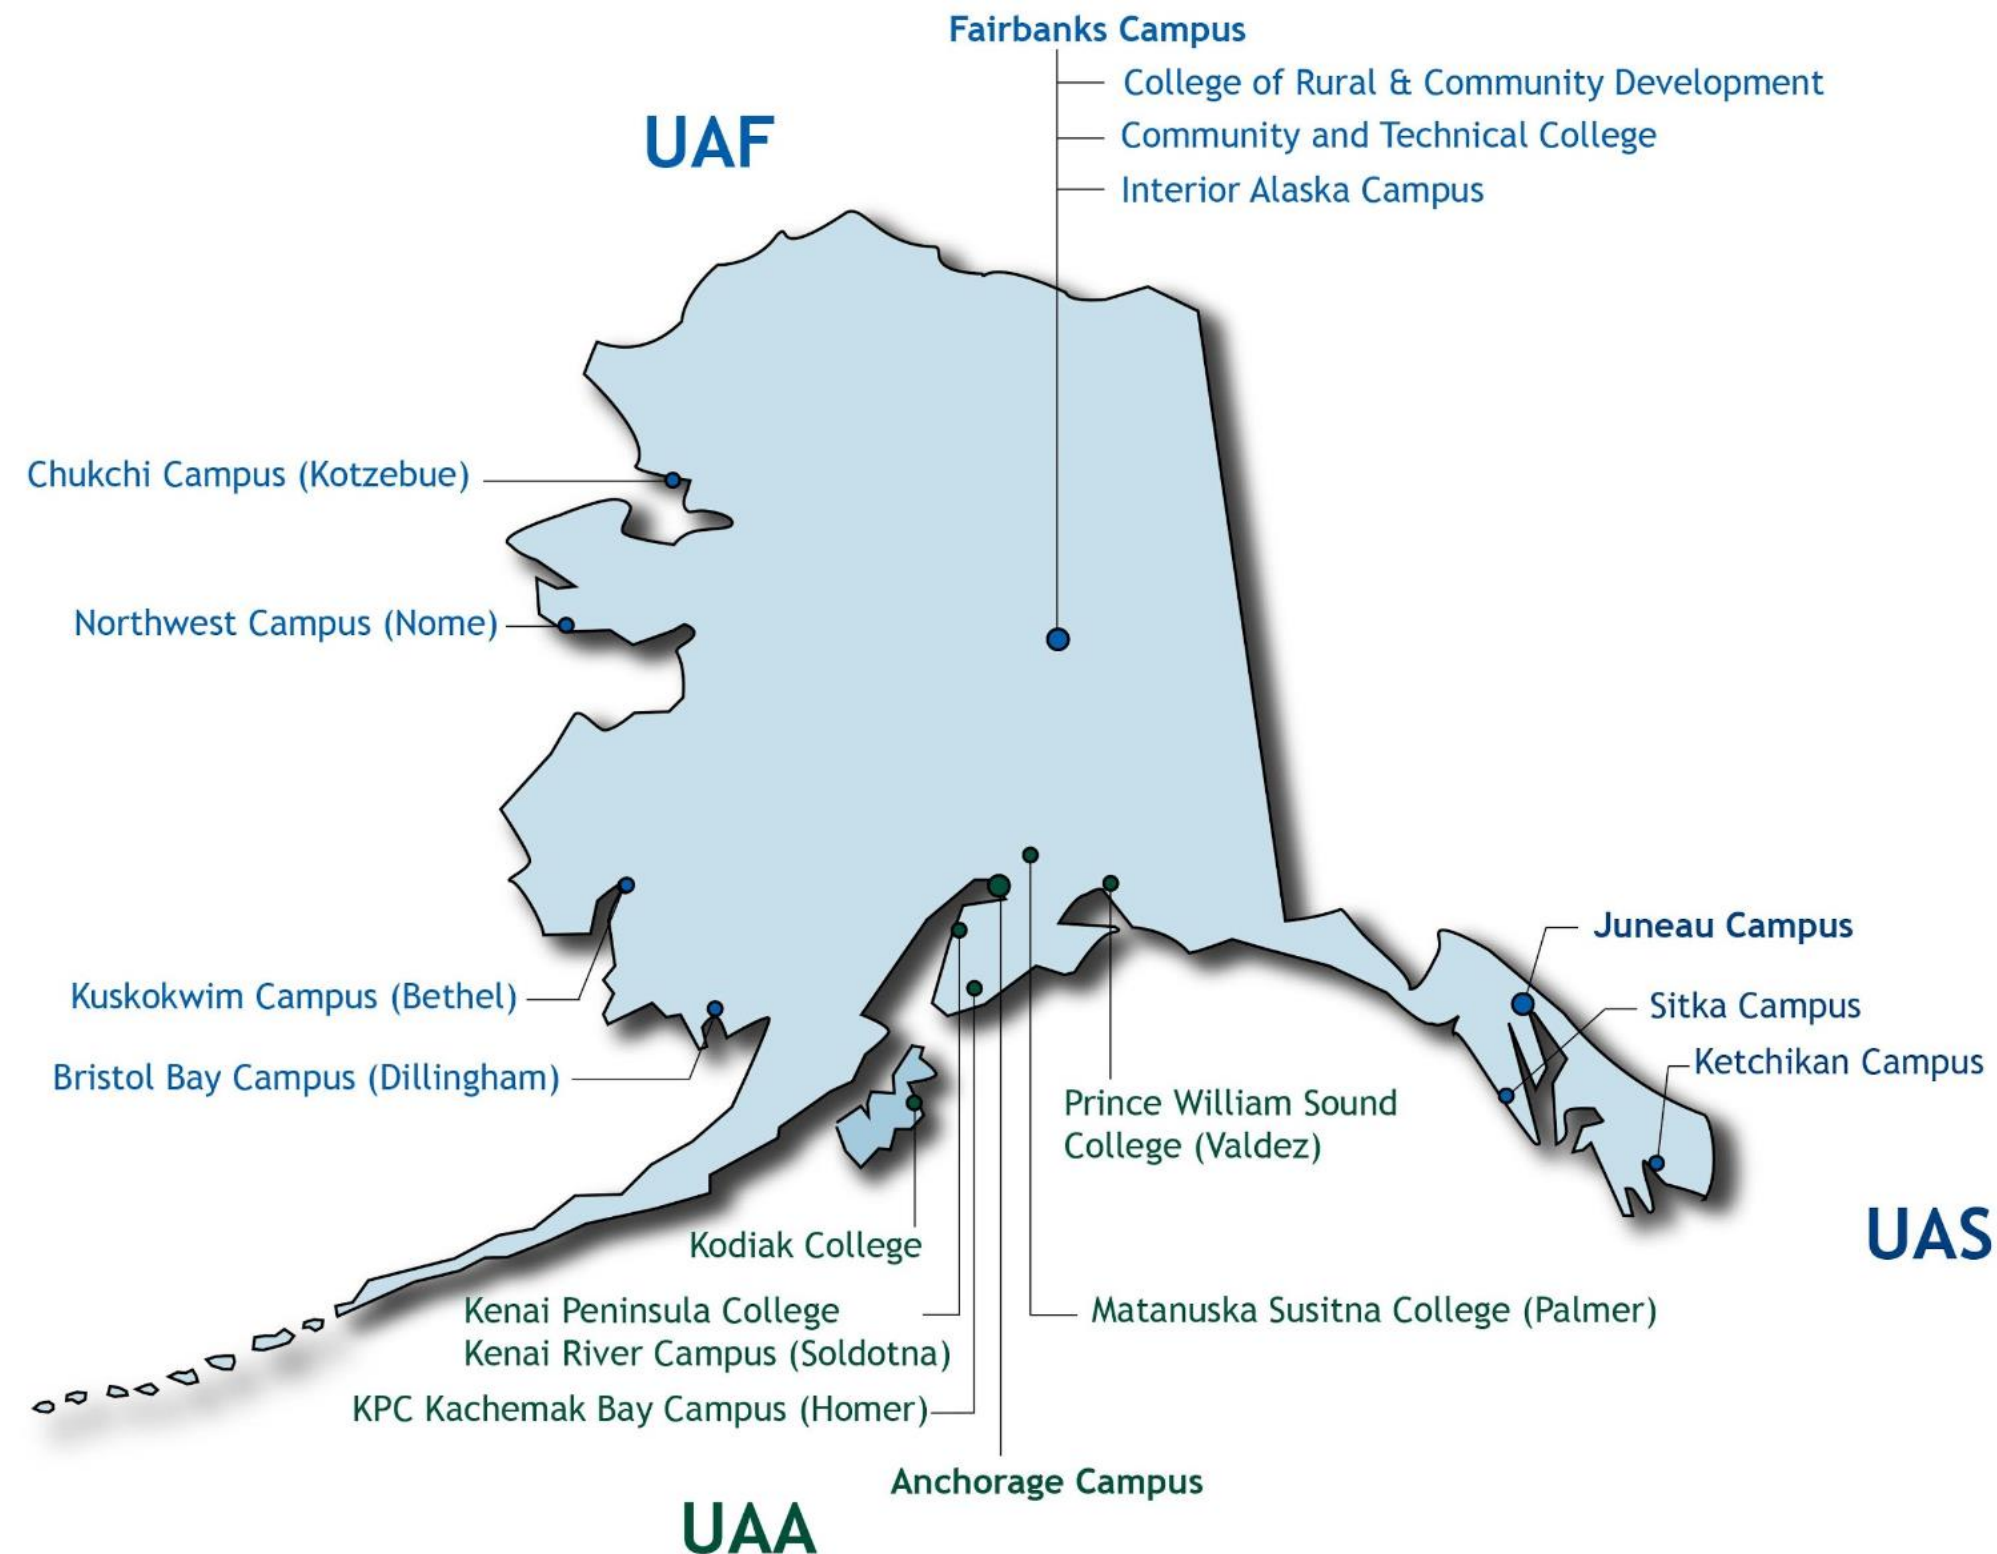 Fairbanks Campus
College of Rural & Community Development
UAF
Community and Technical College
Interior Alaska Campus
Chukchi Campus (Kotzebue)
Northwest Campus (Nome)
Kuskokwim Campus (Bethel)
Bristol Bay Campus (Dillingham)
Juneau Campus
Sitka Campus
Ketchikan Campus
UAS
Prince William Sound
College (Valdez)
Kodiak College
Kenai Peninsula College
Kenai River Campus (Soldotna)
Matanuska Susitna College (Palmer)
KPC Kachemak Bay Campus (Homer)
Anchorage Campus
UAA